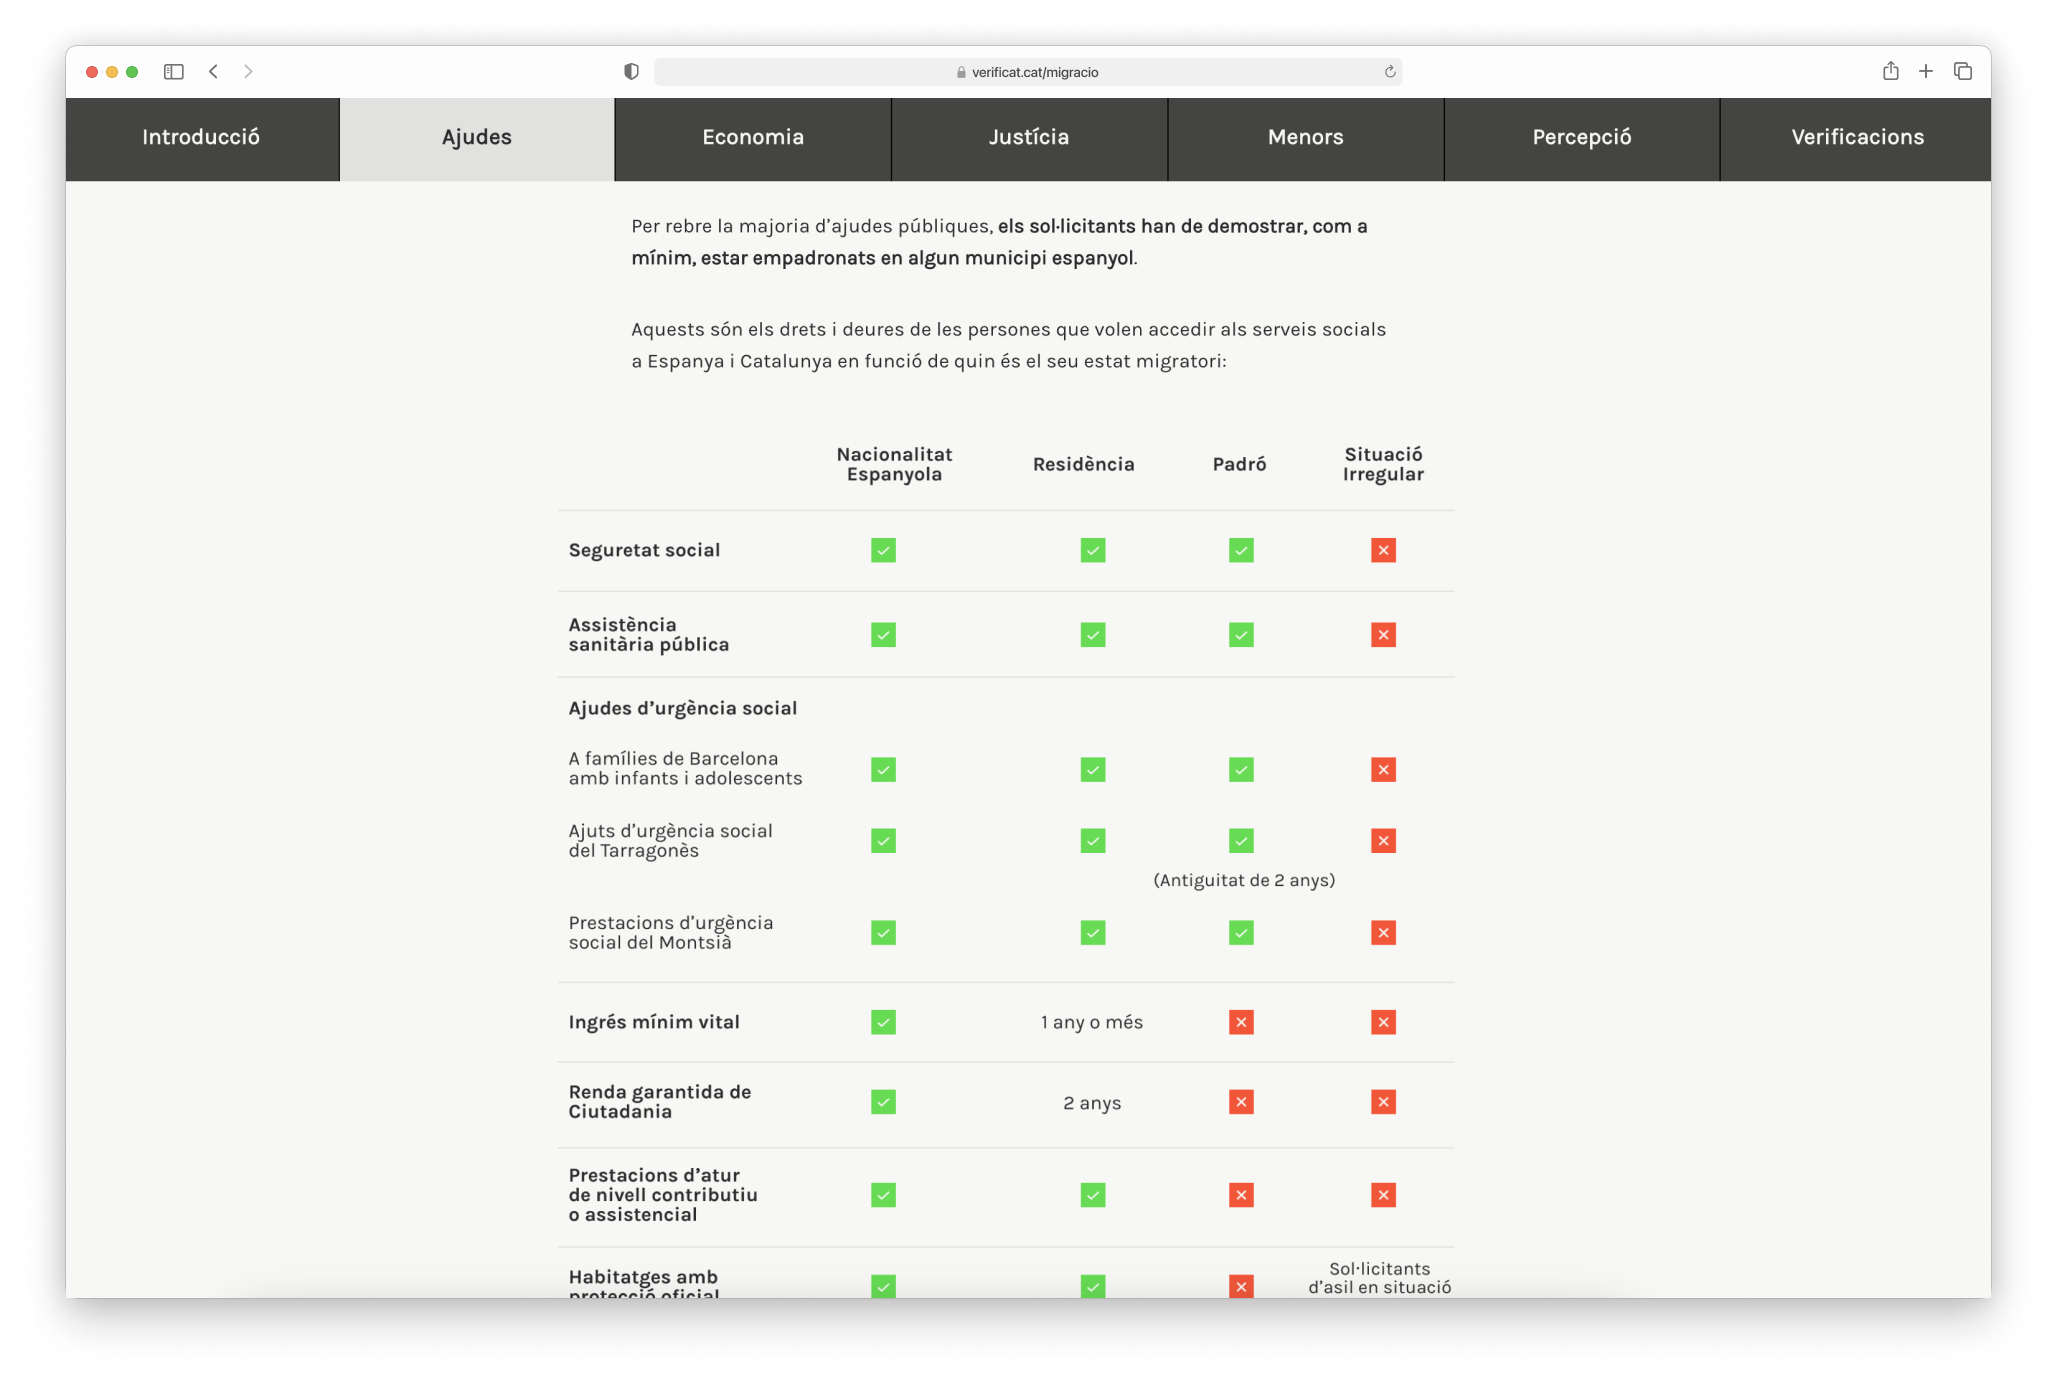 verificat.cat/migracio
Introducció
Ajudes
Economia
Justícia
Menors
Percepció
Verificacions
Per rebre la majoria d’ajudes públiques, els sol·licitants han de demostrar, com a
mínim, estar empadronats en algun municipi espanyol.
Aquests són els drets i deures de les persones que volen accedir als serveis socials
a Espanya i Catalunya en funció de quin és el seu estat migratori:
Nacionalitat
Espanyola
Residència
Padró
Situació
Irregular
Seguretat social
Assistència
sanitària pública
Ajudes d’urgència social
A famílies de Barcelona
amb infants i adolescents
Ajuts d’urgència social
del Tarragonès
(Antiguitat de 2 anys)
Prestacions d’urgència
social del Montsià
Ingrés mínim vital
1 any o més
Renda garantida de
Ciutadania
2 anys
Prestacions d’atur
de nivell contributiu
o assistencial
Habitatges amb
protecció oficial
Sol·licitants
d’asil en situació